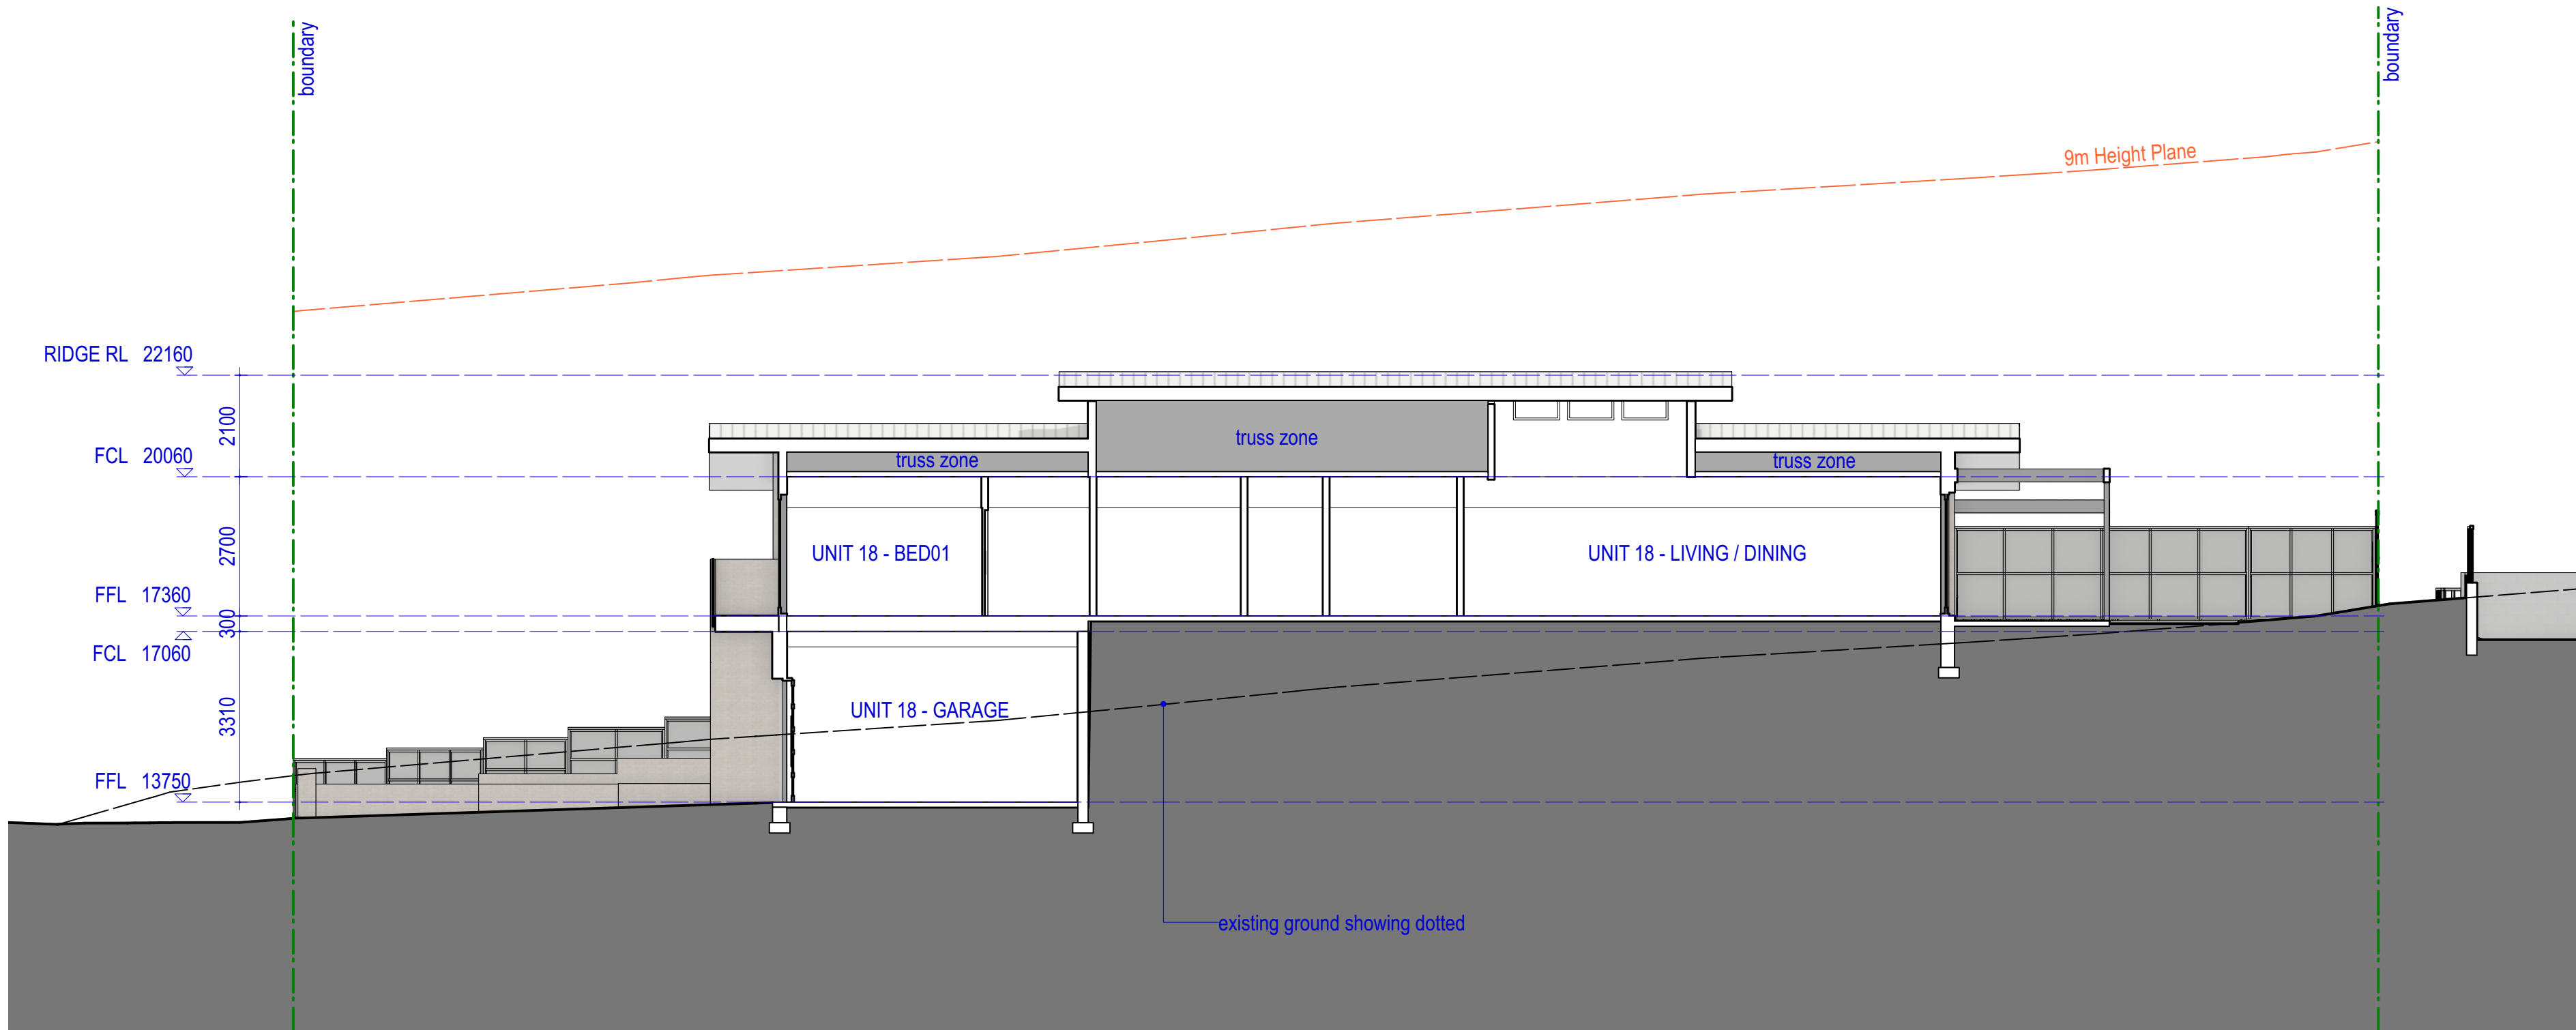 boundary
boundary
9m Height Plane
RIDGE RL 22160
2100
FCL 20060
truss zone
truss zone
truss zone
2700
UNIT 18 - BED01
UNIT 18 - LIVING / DINING
FFL 17360
300
FCL 17060
3310
UNIT 18 - GARAGE
FFL 13750
existing ground showing dotted